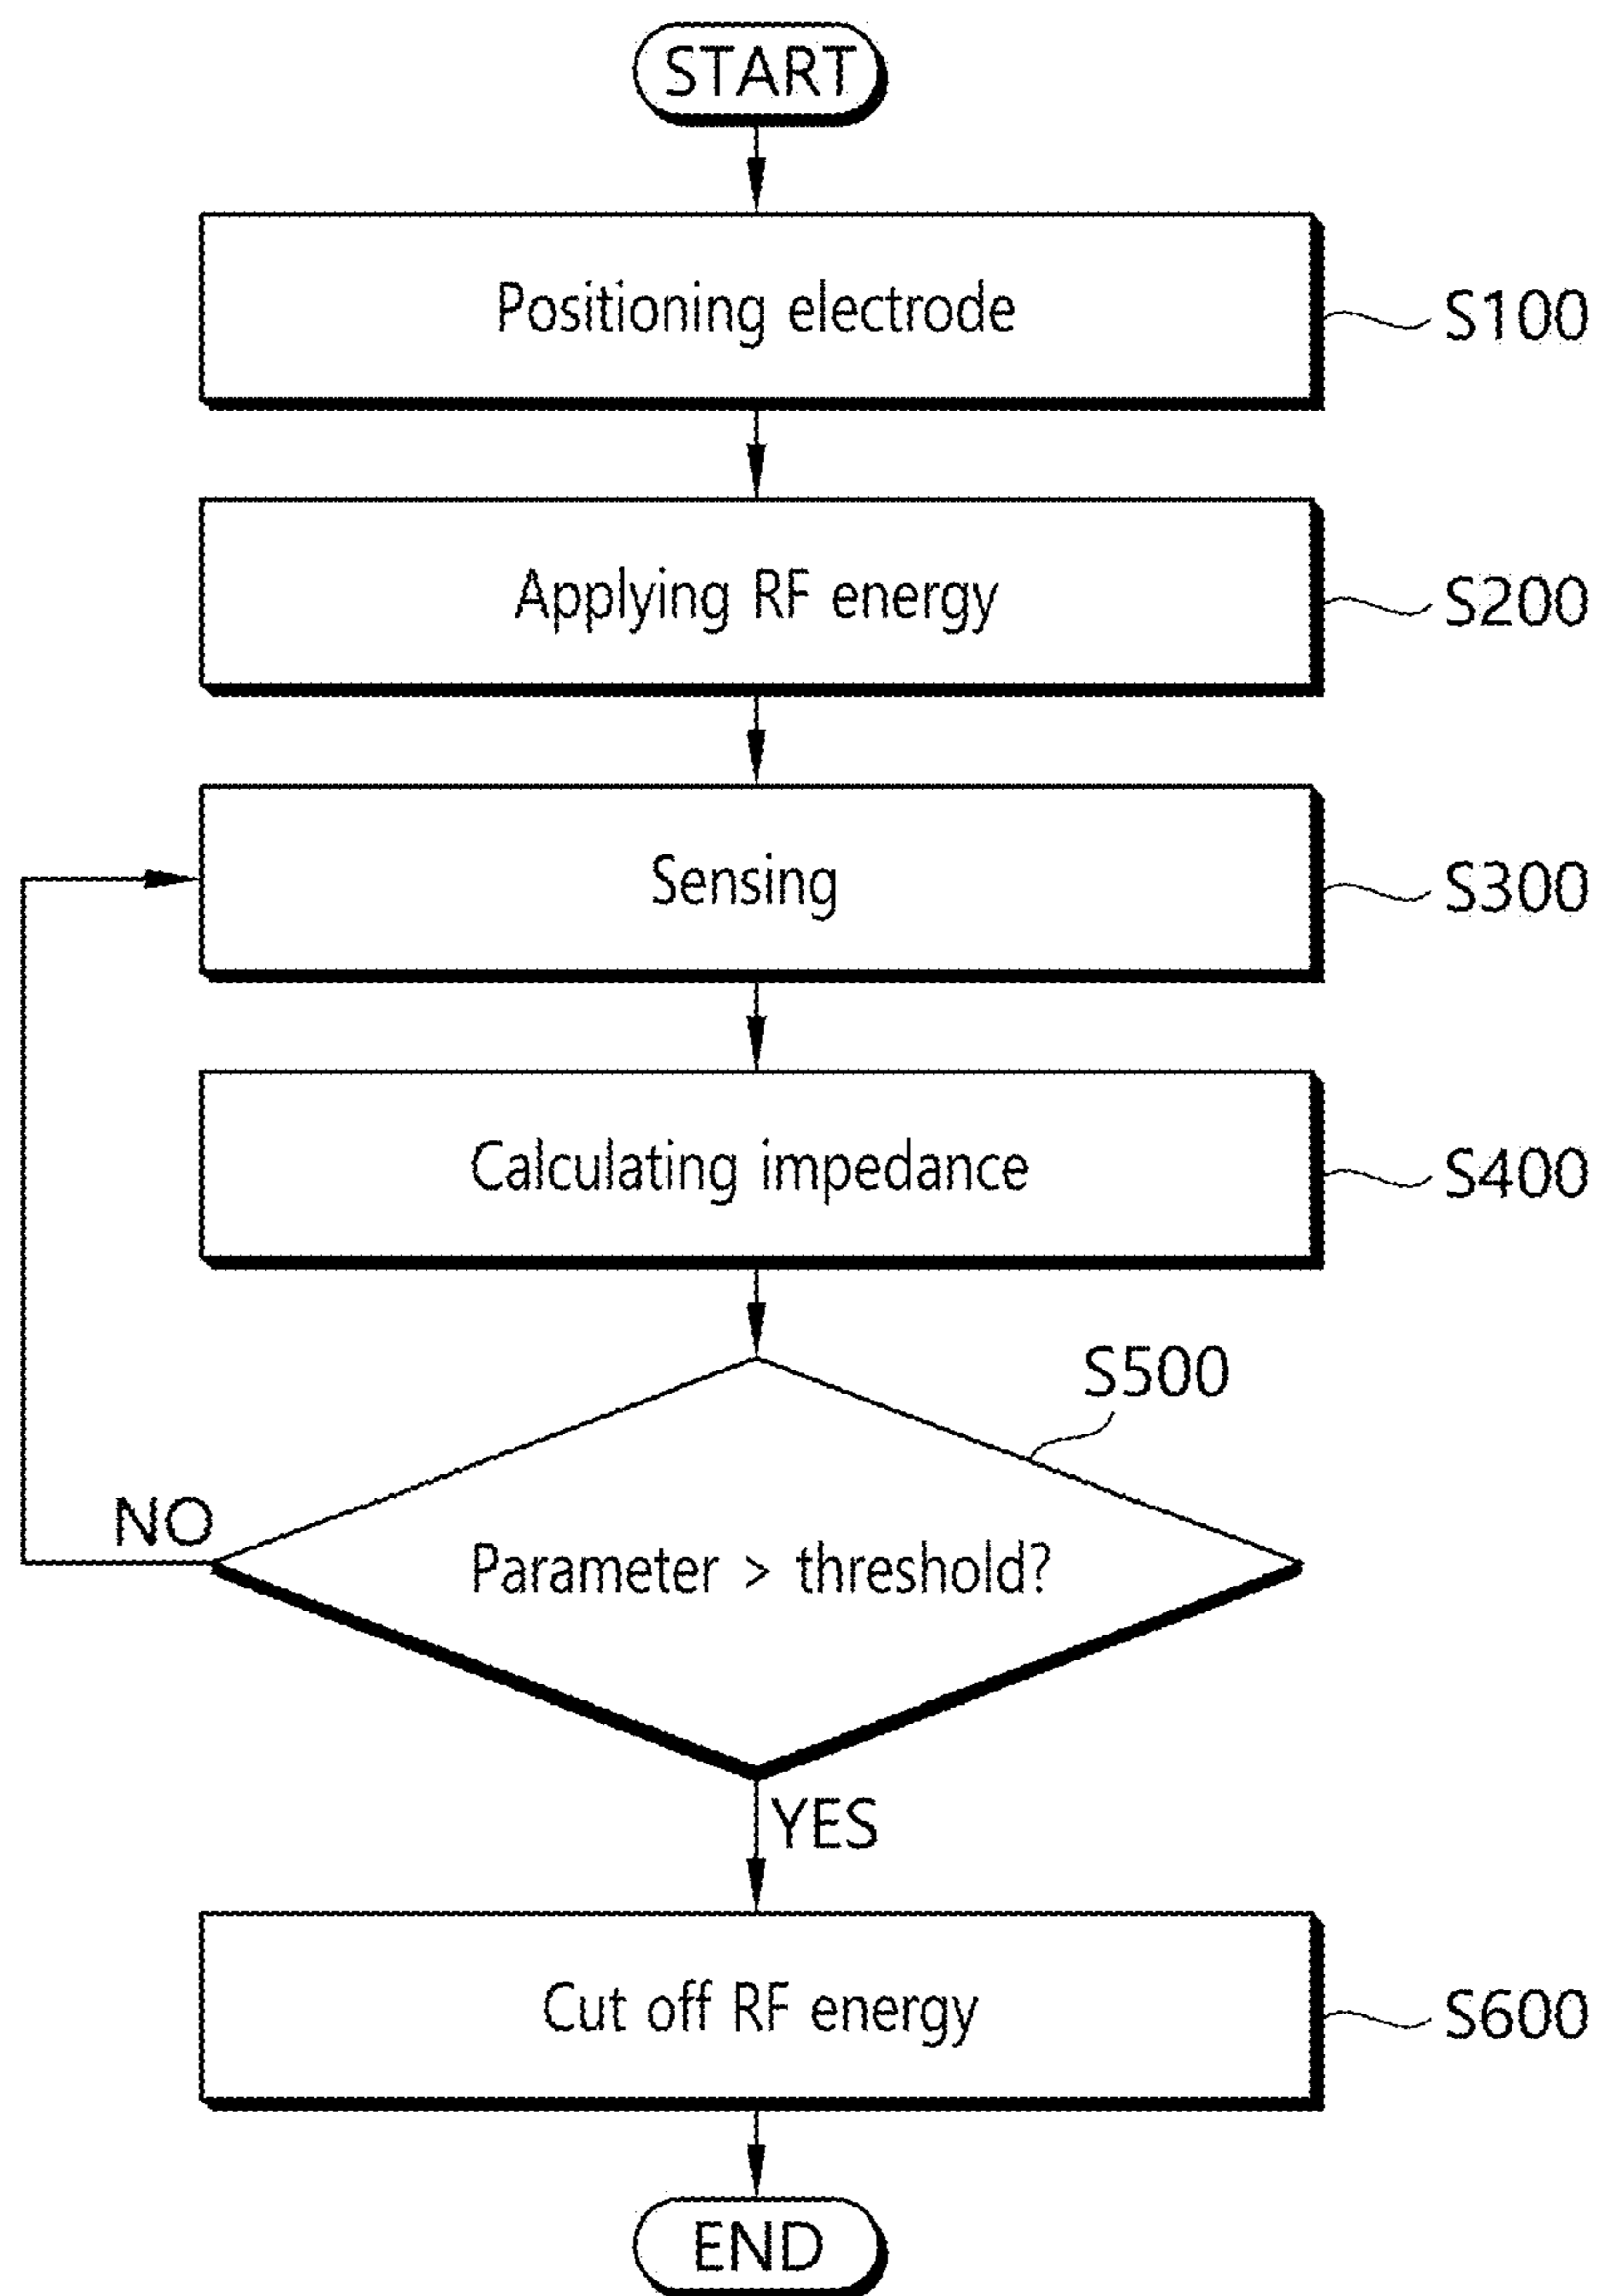 START
Positioning electrode
S100
Applying RF energy
S200
Sensing
S300
Calculating impedance
S400
S500
NO
Parameter > threshold?
YES
Cut off RF energy
S600
END